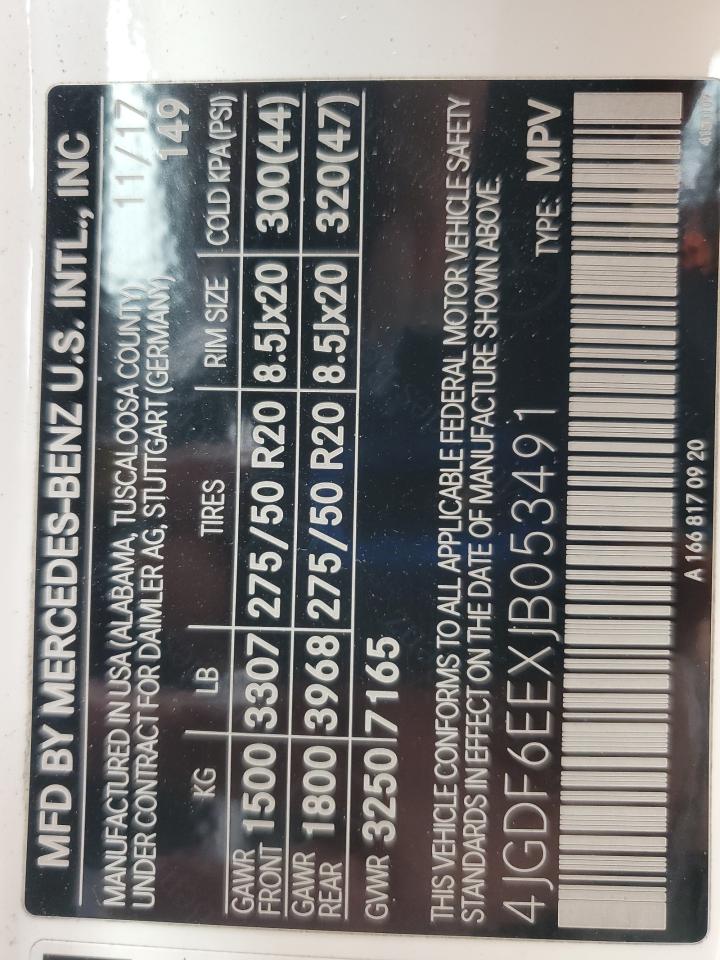 MFD BY MERCEDES-BENZ U.S. INTL., INC
MANUFACTURED IN USA (ALABAMA, TUSCALOOSA COUNTY) 11/17
UNDER CONTRACT FOR DAIMLER AG, STUTTGART (GERMANY) 149
KG LB TIRES RIM SIZE COLD KPA (PSI)
GAWR FRONT 1500 3307 275/50 R20 8.5Jx20 300(44)
GAWR REAR 1800 3968 275/50 R20 8.5Jx20 320(47)
GVWR 3250 7165
THIS VEHICLE CONFORMS TO ALL APPLICABLE FEDERAL MOTOR VEHICLE SAFETY
STANDARDS IN EFFECT ON THE DATE OF MANUFACTURE SHOWN ABOVE.
4JGDF6EEXJB053491 TYPE: MPV
A 166 817 09 20